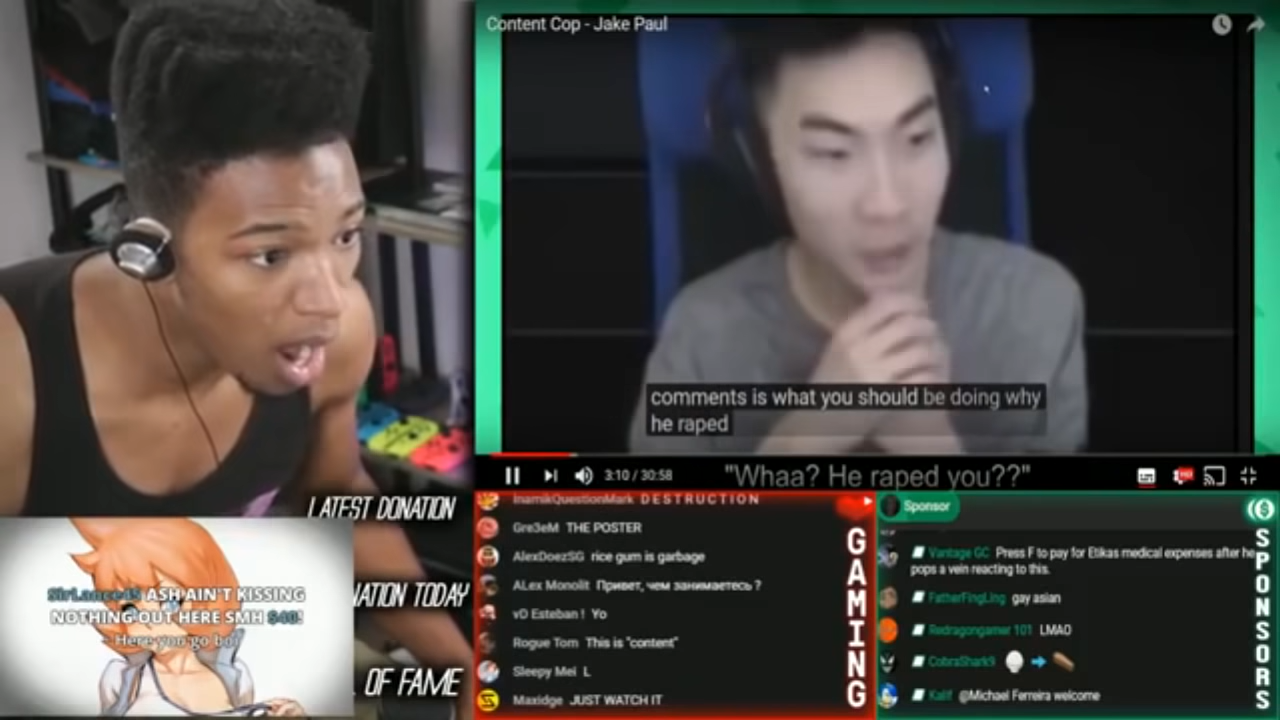 Content Cop - Jake Paul
comments is what you should be doing why
he raped
3:10 / 30:58
"Whaa? He raped you??"
HD
LATEST DONATION
SirLanced5 ASH AIN'T KISSING
NOTHING OUT HERE SMH $40!
- Here you go boi
NATION TODAY
L OF FAME
InamikQuestionMark D E S T R U C T I O N
Gre3eM THE POSTER
AlexDoezSG rice gum is garbage
ALex Monolit Привет, чем занимаетесь ?
vD Esteban ! Yo
Rogue Tom This is "content"
Sleepy Mei L
Maxidge JUST WATCH IT
GAMING
Sponsor
Vantage GC Press F to pay for Etikas medical expenses after he
pops a vein reacting to this.
FatherFingLing gay asian
Redragongamer 101 LMAO
CobraShark9
Kalif @Michael Ferreira welcome
SPONSORS